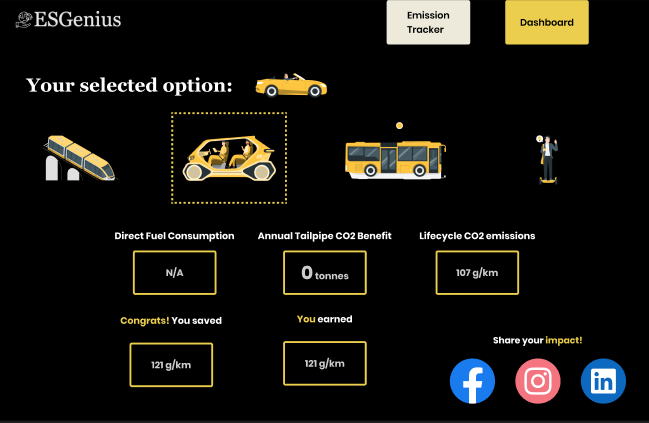 ESGenius
Emission
Tracker
Dashboard
Your selected option:
Direct Fuel Consumption
Annual Tailpipe CO2 Benefit
Lifecycle CO2 emissions
N/A
0 tonnes
107 g/km
Congrats! You saved
You earned
121 g/km
121 g/km
Share your impact!
f
in